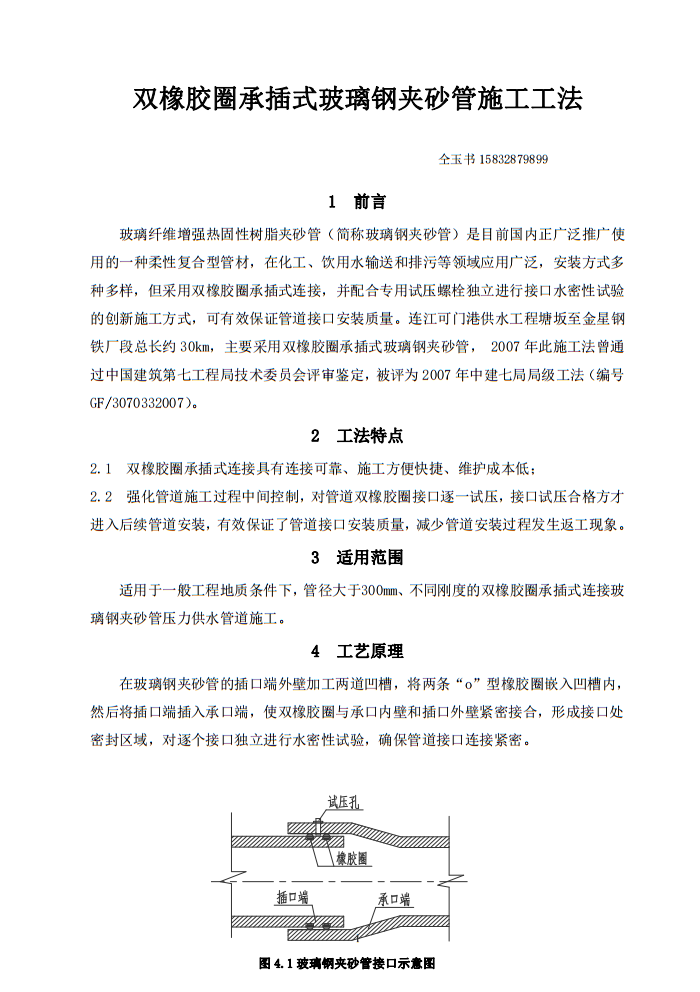 双橡胶圈承插式玻璃钢夹砂管施工工法
仝玉书 15832879899
1 前言
玻璃纤维增强热固性树脂夹砂管（简称玻璃钢夹砂管）是目前国内正广泛推广使
用的一种柔性复合型管材，在化工、饮用水输送和排污等领域应用广泛，安装方式多
种多样，但采用双橡胶圈承插式连接，并配合专用试压螺栓独立进行接口水密性试验
的创新施工方式，可有效保证管道接口安装质量。连江可门港供水工程塘坂至金星钢
铁厂段总长约 30km，主要采用双橡胶圈承插式玻璃钢夹砂管， 2007 年此施工法曾通
过中国建筑第七工程局技术委员会评审鉴定，被评为 2007 年中建七局局级工法（编号
GF/3070332007）。
2 工法特点
2.1 双橡胶圈承插式连接具有连接可靠、施工方便快捷、维护成本低；
2.2 强化管道施工过程中间控制，对管道双橡胶圈接口逐一试压，接口试压合格方才
进入后续管道安装，有效保证了管道接口安装质量，减少管道安装过程发生返工现象。
3 适用范围
适用于一般工程地质条件下，管径大于300mm、不同刚度的双橡胶圈承插式连接玻
璃钢夹砂管压力供水管道施工。
4 工艺原理
在玻璃钢夹砂管的插口端外壁加工两道凹槽，将两条“o”型橡胶圈嵌入凹槽内，
然后将插口端插入承口端，使双橡胶圈与承口内壁和插口外壁紧密接合，形成接口处
密封区域，对逐个接口独立进行水密性试验，确保管道接口连接紧密。
试压孔
橡胶圈
插口端
承口端
图 4.1 玻璃钢夹砂管接口示意图